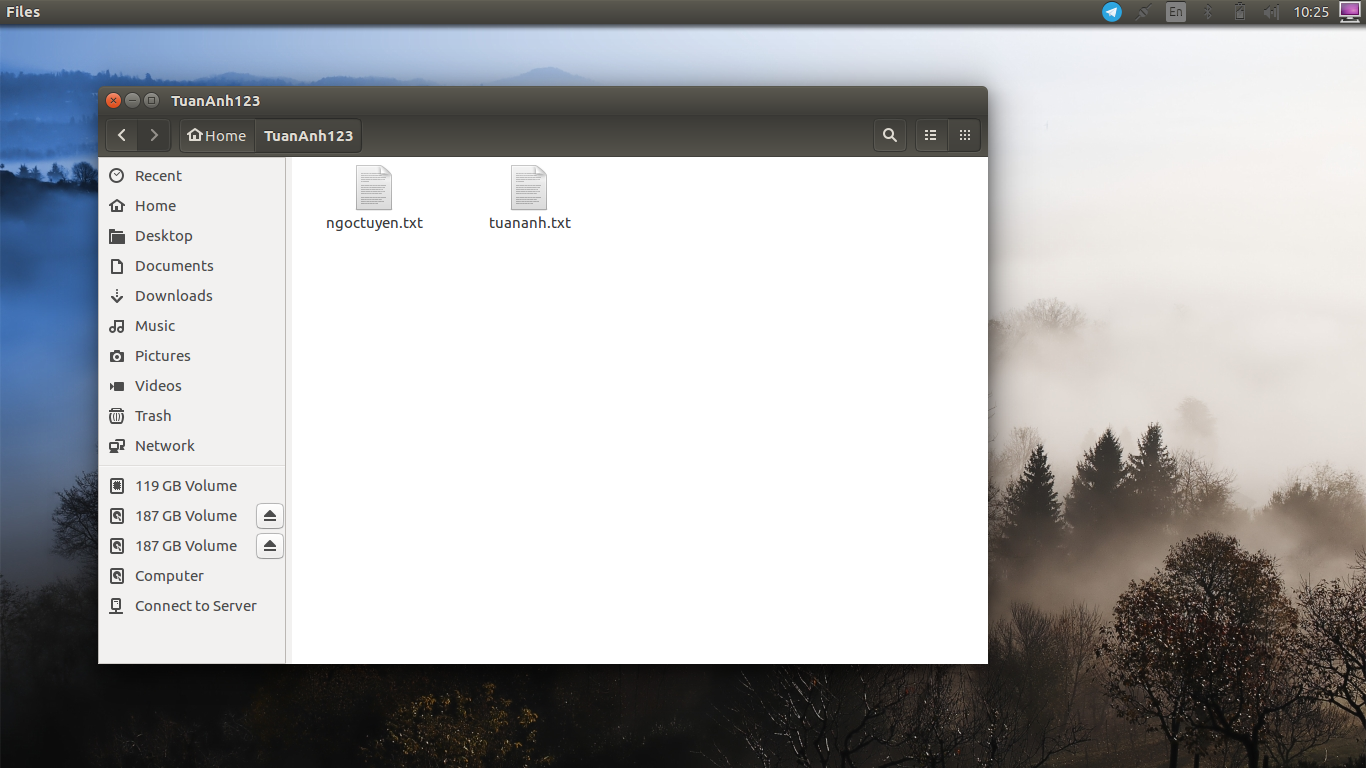 Files
En
10:25
TuanAnh123
Home
TuanAnh123
Recent
Home
Desktop
Documents
Downloads
Music
Pictures
Videos
Trash
Network
119 GB Volume
187 GB Volume
187 GB Volume
Computer
Connect to Server
ngoctuyen.txt
tuananh.txt